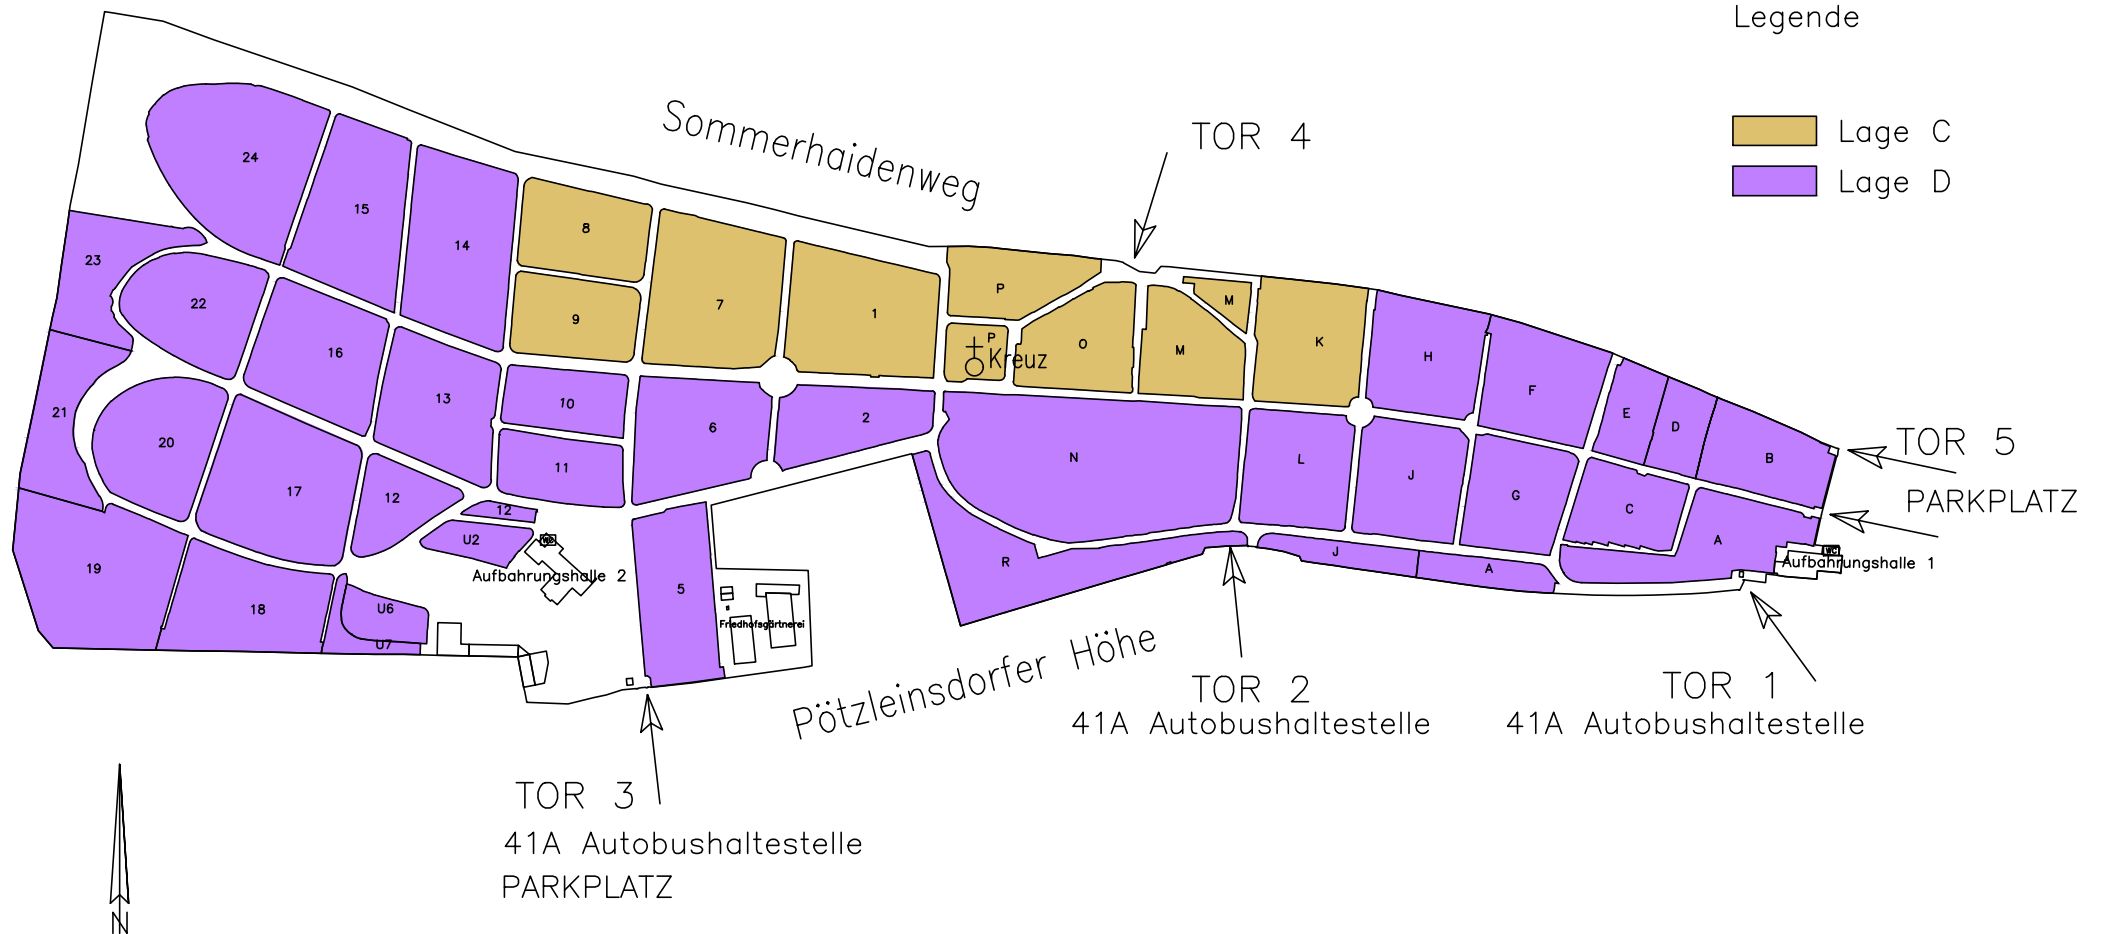 Legende
Lage C
Lage D
Sommerhaidenweg
TOR 4
24
15
14
8
23
22
9
7
1
P
M
P
Kreuz
O
M
K
H
F
E
D
B
TOR 5
PARKPLATZ
16
13
10
6
2
21
20
17
12
11
12
U2
WC
Aufbahrungshalle 2
N
L
J
G
C
A
WC
Aufbahrungshalle 1
19
18
U6
U7
5
Friedhofsgärtnerei
R
J
A
Pötzleinsdorfer Höhe
TOR 2
41A Autobushaltestelle
TOR 1
41A Autobushaltestelle
TOR 3
41A Autobushaltestelle
PARKPLATZ
N